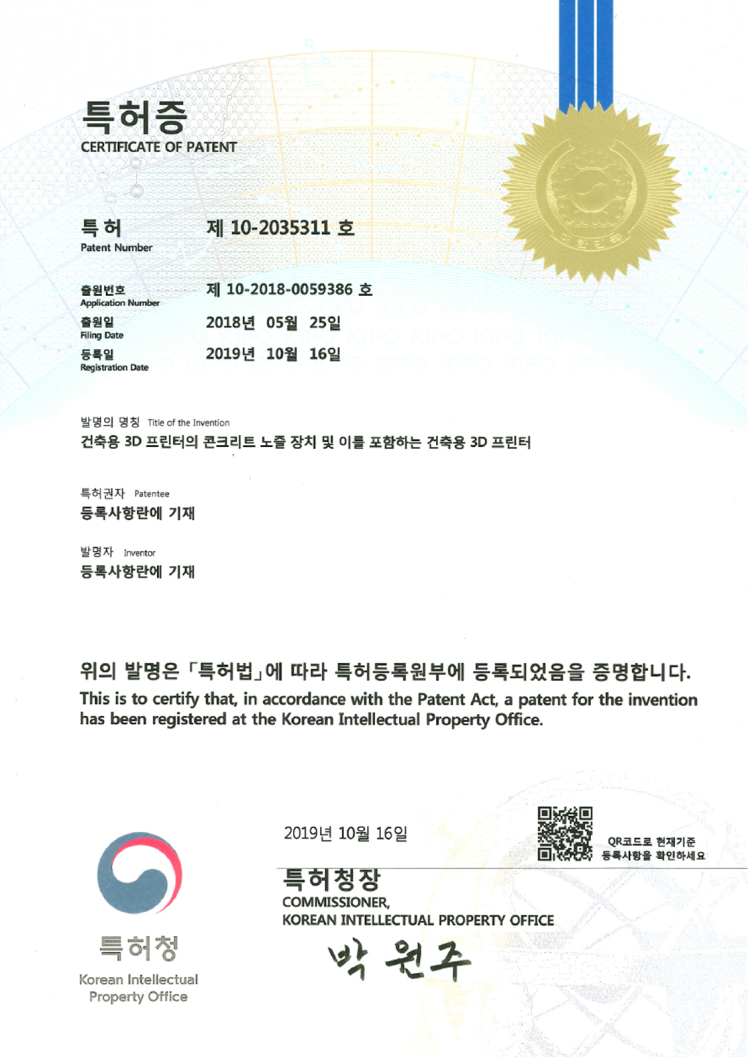 특허증
CERTIFICATE OF PATENT
특허 제 10-2035311 호
Patent Number
출원번호 제 10-2018-0059386 호
Application Number
출원일 2018년 05월 25일
Filing Date
등록일 2019년 10월 16일
Registration Date
발명의 명칭 Title of the Invention
건축용 3D 프린터의 콘크리트 노즐 장치 및 이를 포함하는 건축용 3D 프린터
특허권자 Patentee
등록사항란에 기재
발명자 Inventor
등록사항란에 기재
위의 발명은 「특허법」에 따라 특허등록원부에 등록되었음을 증명합니다.
This is to certify that, in accordance with the Patent Act, a patent for the invention
has been registered at the Korean Intellectual Property Office.
2019년 10월 16일
QR코드로 현재기준
등록사항을 확인하세요
특허청장
COMMISSIONER,
KOREAN INTELLECTUAL PROPERTY OFFICE
박원주
특허청
Korean Intellectual
Property Office